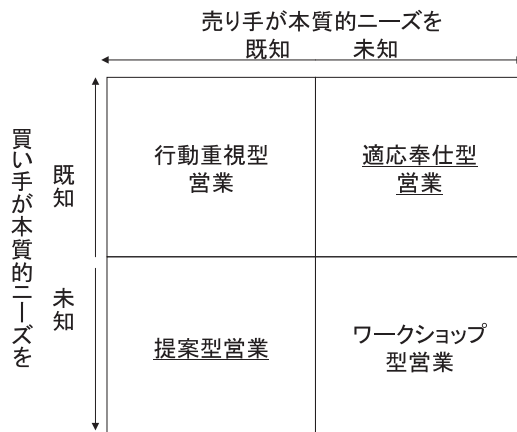 売り手が本質的ニーズを
既知 未知
買い手が本質的ニーズを
既知
行動重視型
営業
適応奉仕型
営業
未知
提案型営業
ワークショップ
型営業